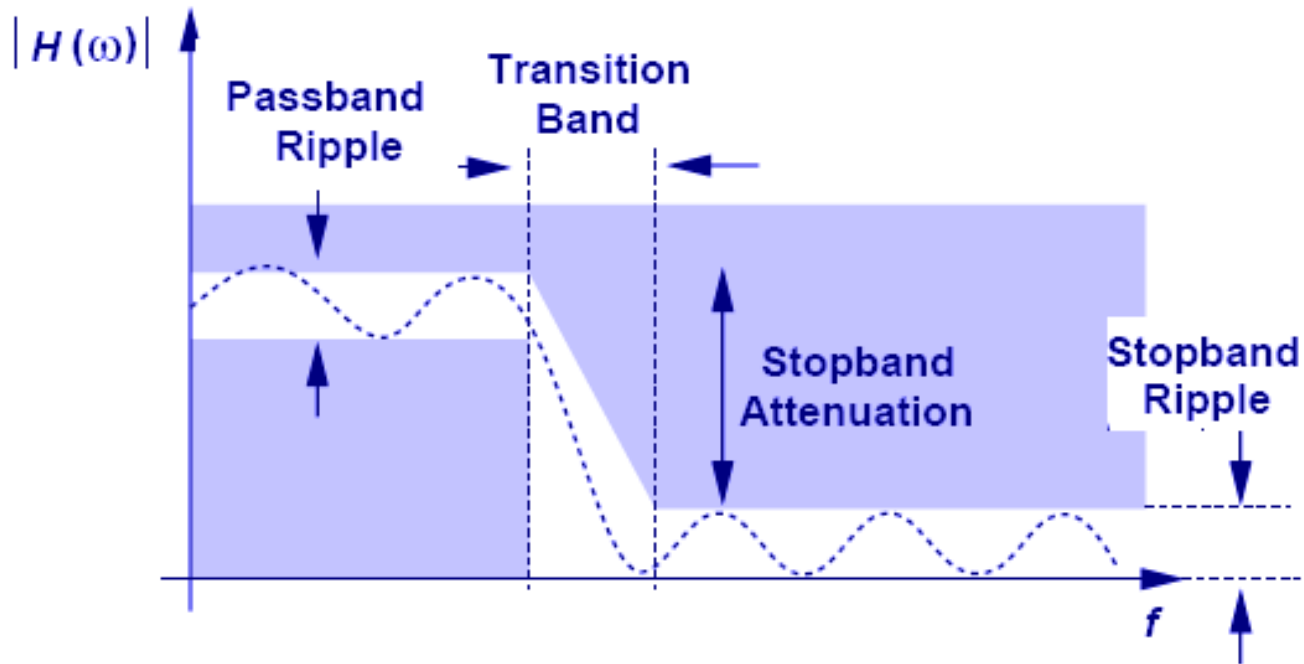 |H(ω)|
Passband
Ripple
Transition
Band
Stopband
Attenuation
Stopband
Ripple
f